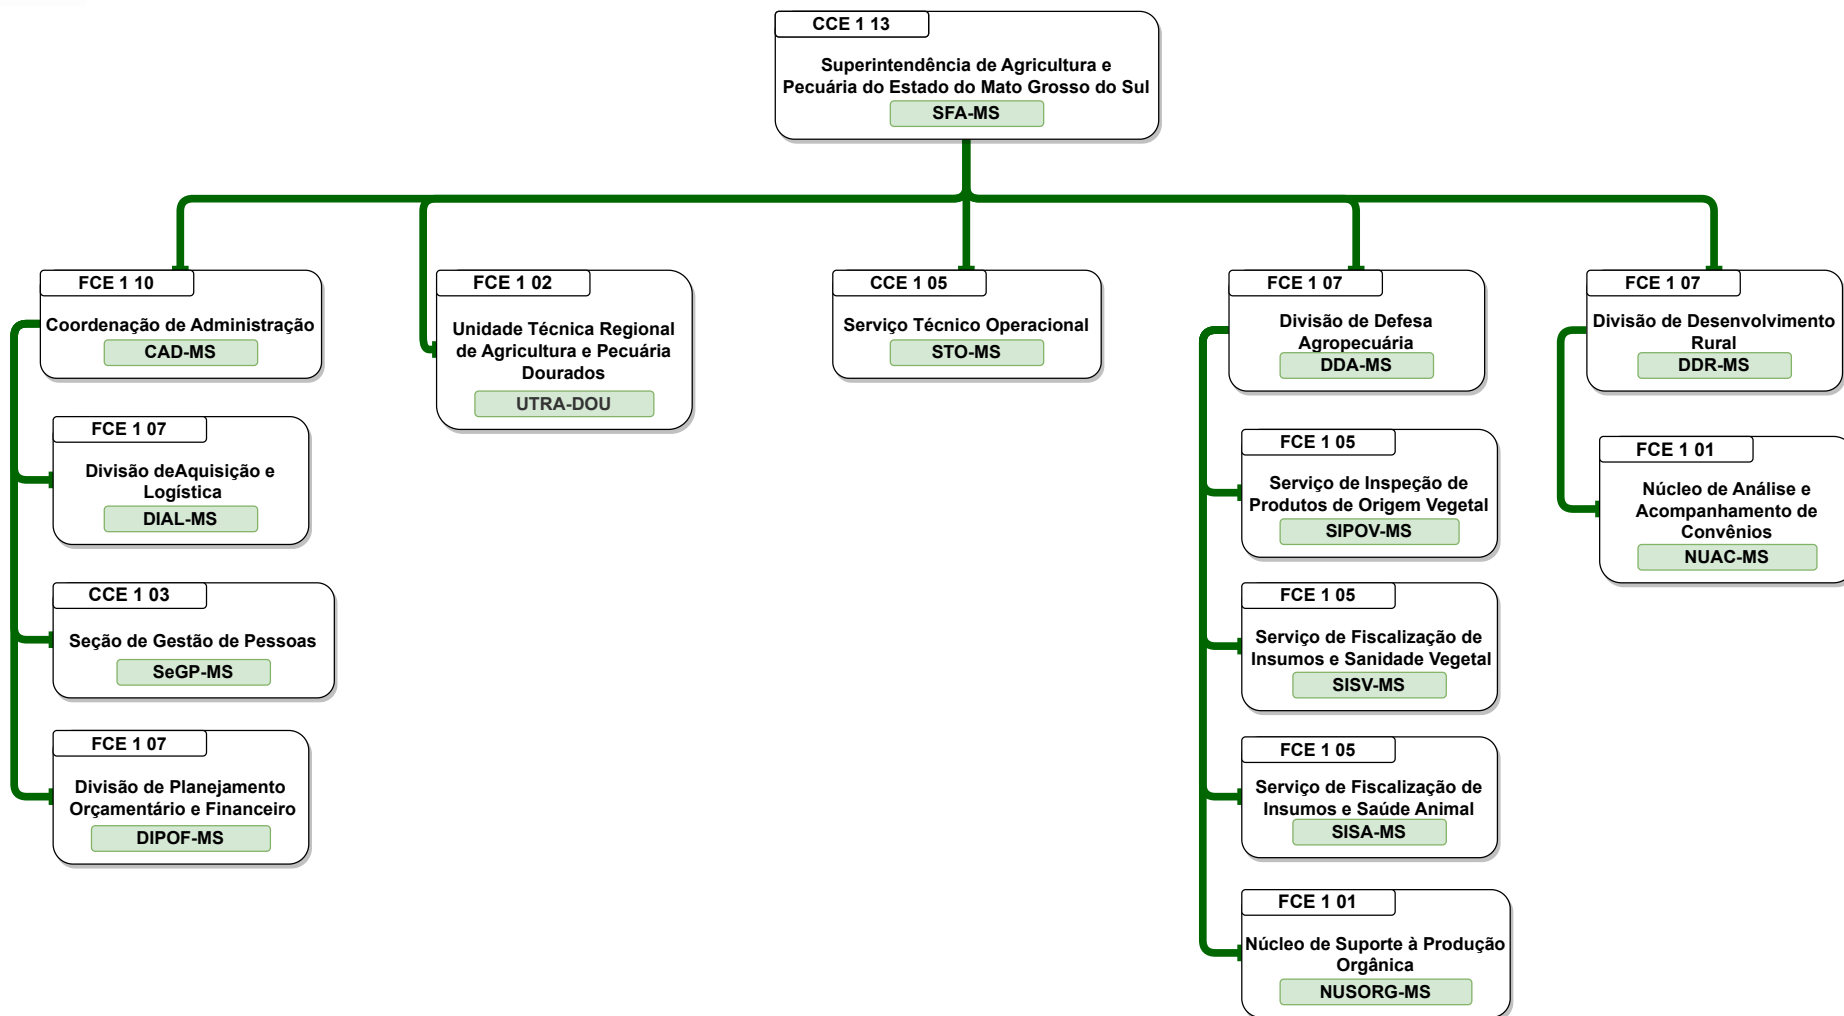 CCE 1 13
Superintendência de Agricultura e
Pecuária do Estado do Mato Grosso do Sul
SFA-MS
FCE 1 10
Coordenação de Administração
CAD-MS
FCE 1 07
Divisão deAquisição e
Logística
DIAL-MS
CCE 1 03
Seção de Gestão de Pessoas
SeGP-MS
FCE 1 07
Divisão de Planejamento
Orçamentário e Financeiro
DIPOF-MS
FCE 1 02
Unidade Técnica Regional
de Agricultura e Pecuária
Dourados
UTRA-DOU
CCE 1 05
Serviço Técnico Operacional
STO-MS
FCE 1 07
Divisão de Defesa
Agropecuária
DDA-MS
FCE 1 05
Serviço de Inspeção de
Produtos de Origem Vegetal
SIPOV-MS
FCE 1 05
Serviço de Fiscalização de
Insumos e Sanidade Vegetal
SISV-MS
FCE 1 05
Serviço de Fiscalização de
Insumos e Saúde Animal
SISA-MS
FCE 1 01
Núcleo de Suporte à Produção
Orgânica
NUSORG-MS
FCE 1 07
Divisão de Desenvolvimento
Rural
DDR-MS
FCE 1 01
Núcleo de Análise e
Acompanhamento de
Convênios
NUAC-MS